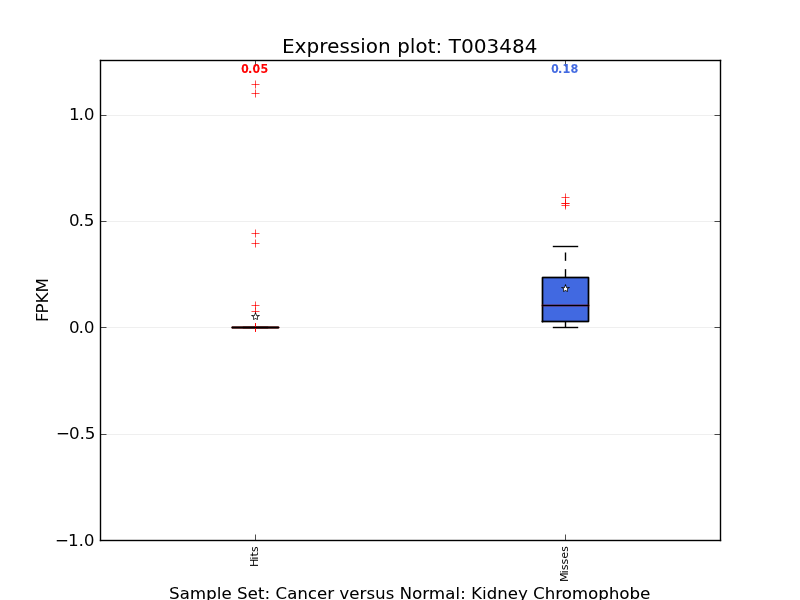 Expression plot: T003484
0.05
0.18
1.0
0.5
0.0
−0.5
−1.0
FPKM
Hits
Misses
Sample Set: Cancer versus Normal: Kidney Chromophobe